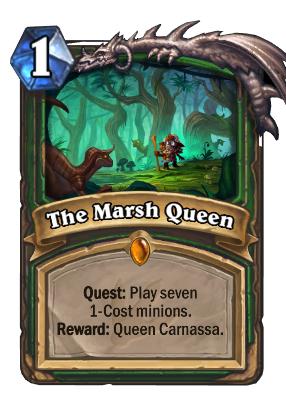 1
The Marsh Queen
Quest: Play seven
1-Cost minions.
Reward: Queen Carnassa.